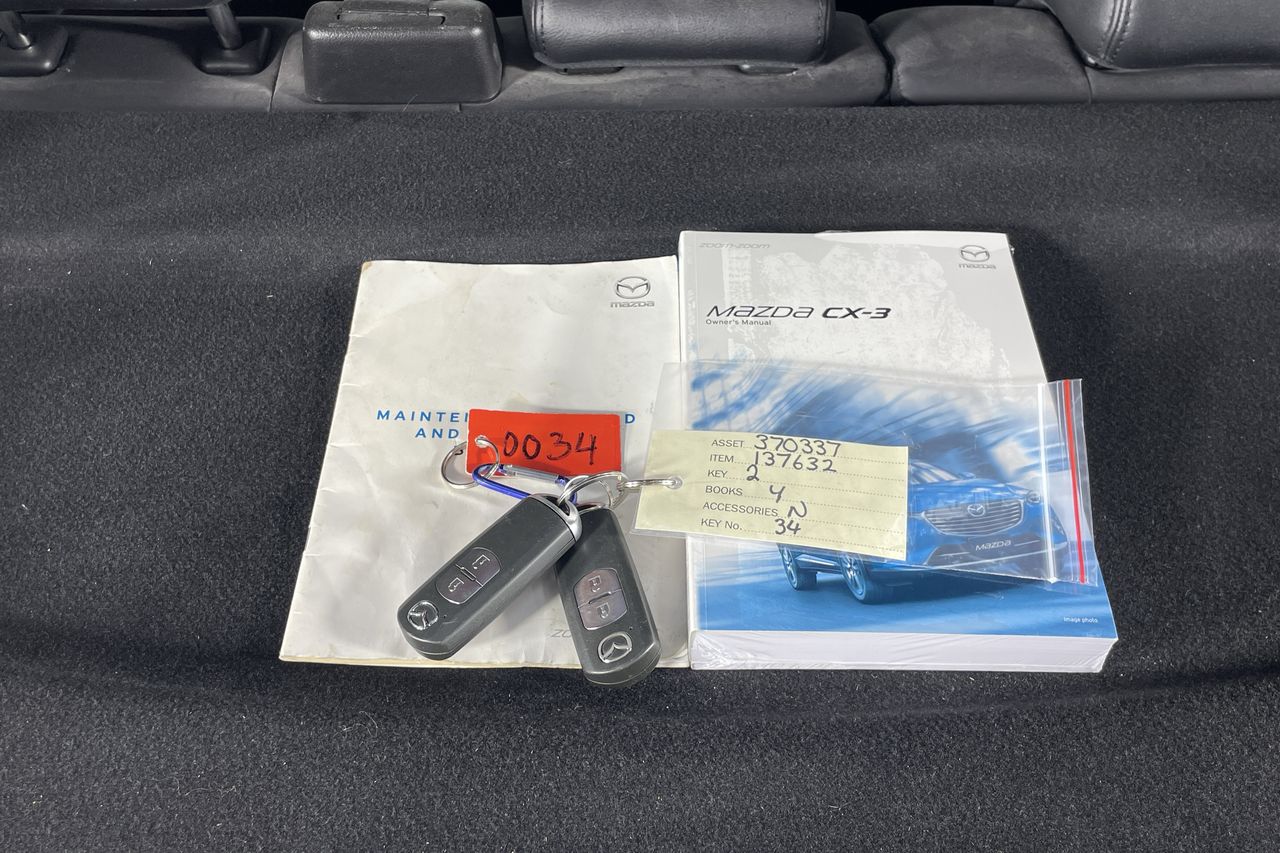 mazda
MAINTE D
AND
zoom-zoom
mazda
MAZDA CX-3
Owner's Manual
0034
ASSET 370337
ITEM 137632
KEY 2
BOOKS Y
ACCESSORIES N
KEY No. 34
MAZDA
Image photo